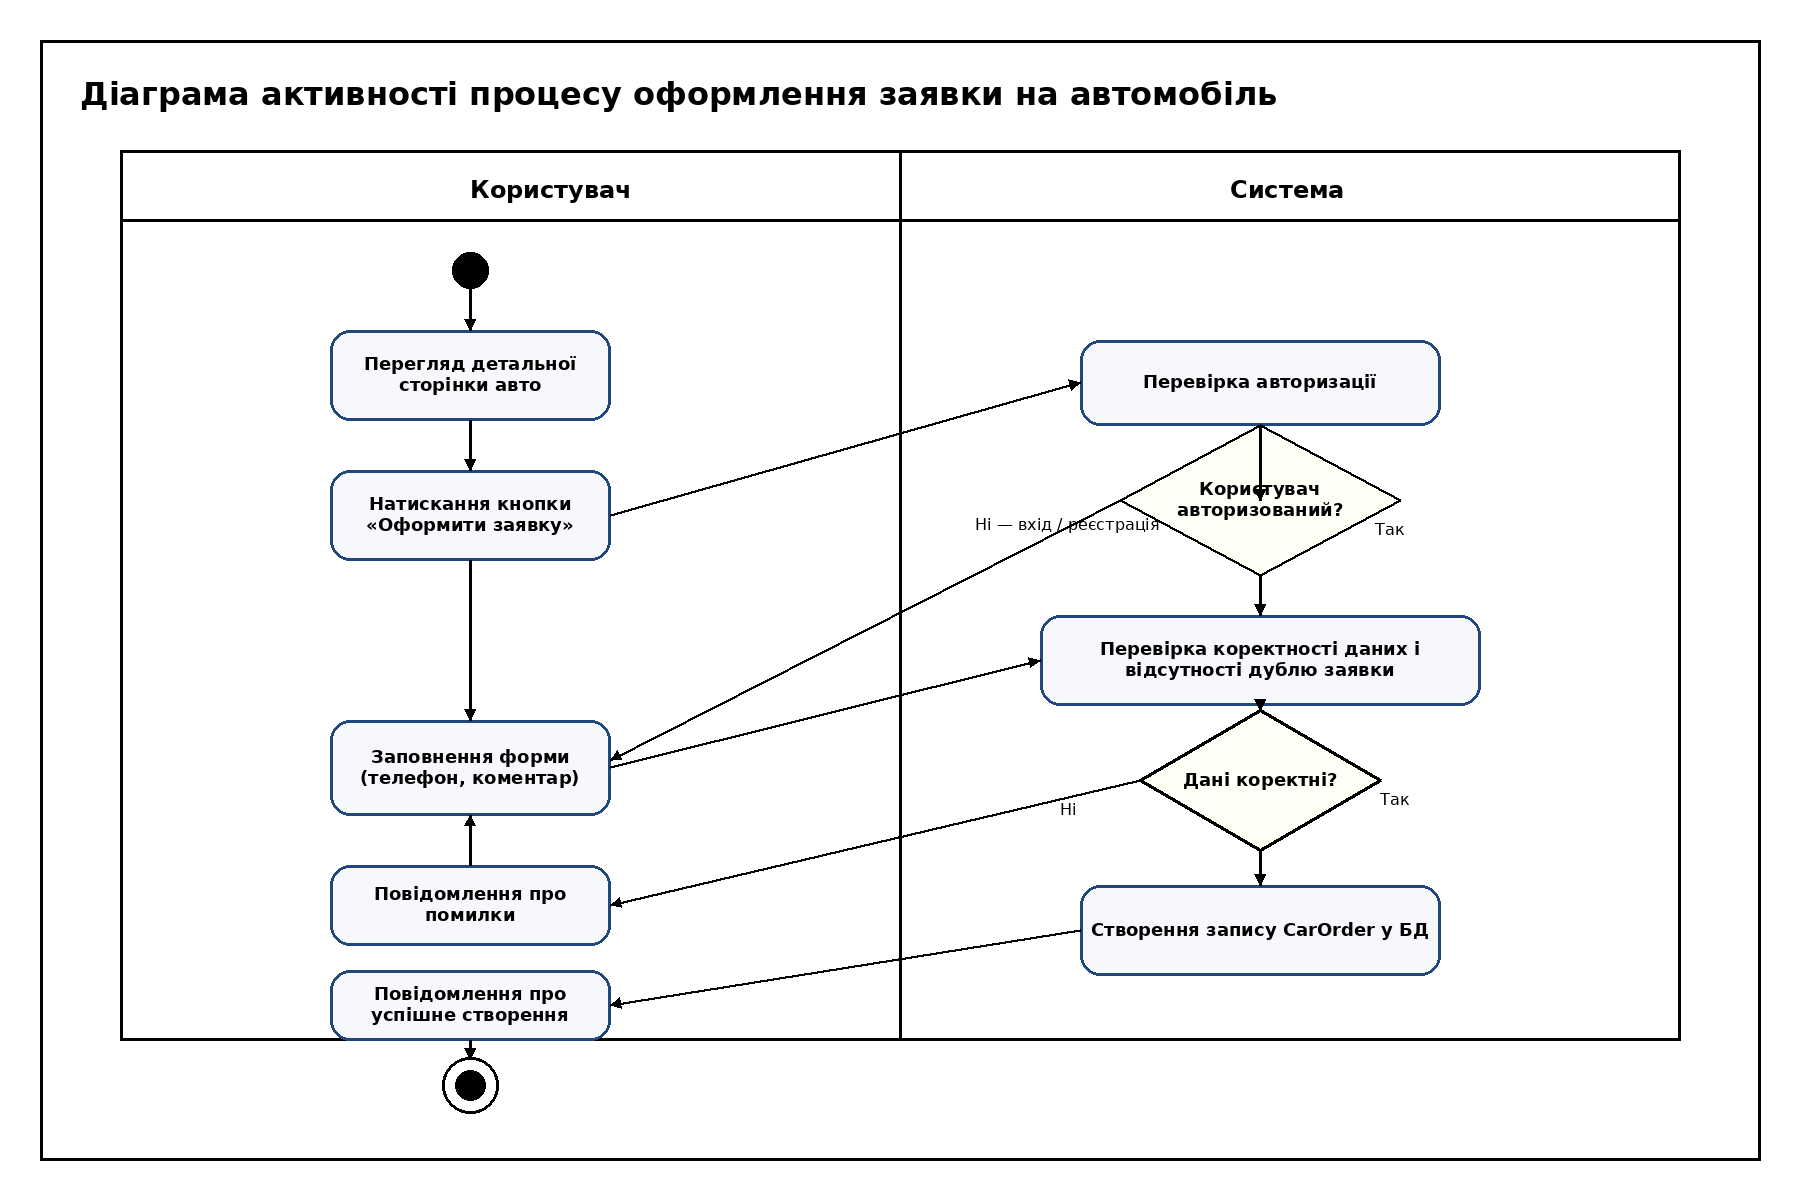 Діаграма активності процесу оформлення заявки на автомобіль
Користувач
Система
Перегляд детальної
сторінки авто
Перевірка авторизації
Натискання кнопки
«Оформити заявку»
Користувач
авторизований?
Ні — вхід / реєстрація
Так
Перевірка коректності даних і
відсутності дублю заявки
Заповнення форми
(телефон, коментар)
Дані коректні?
Ні
Так
Повідомлення про
помилки
Створення запису CarOrder у БД
Повідомлення про
успішне створення